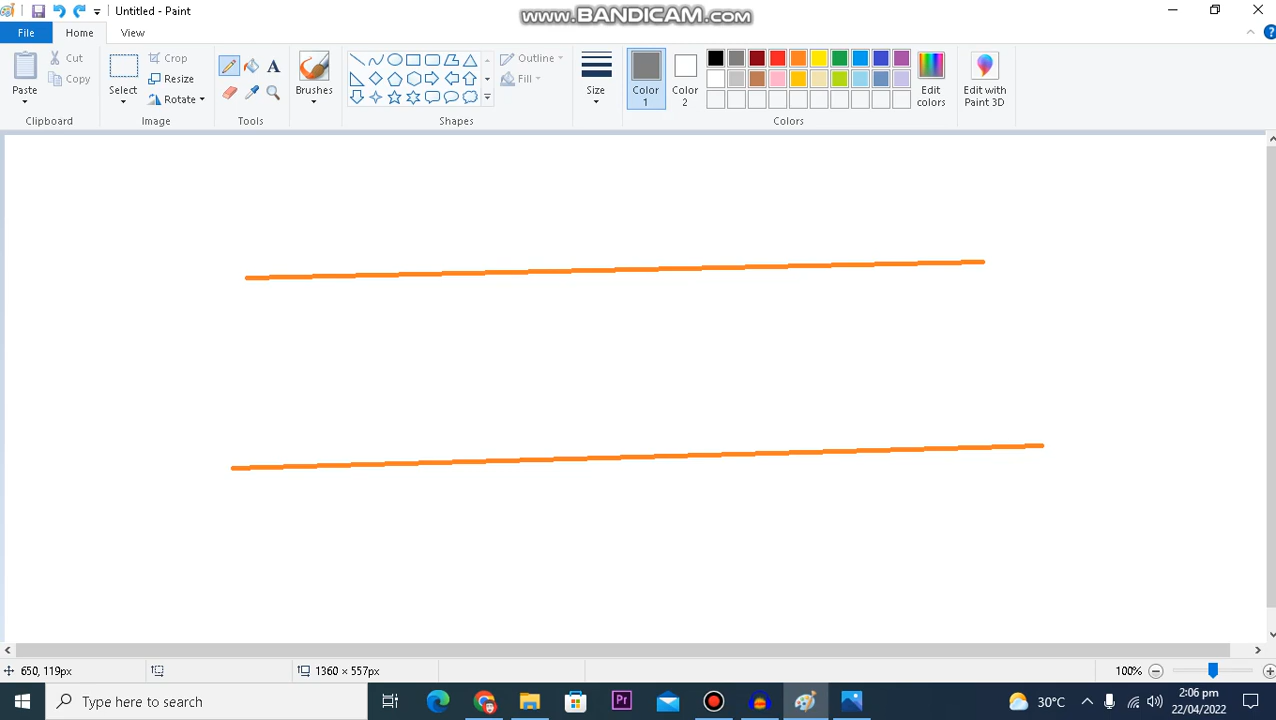 Untitled - Paint
www.BANDICAM.com
File
Home
View
Paste
Cut
Copy
Clipboard
Select
Crop
Resize
Rotate
Image
A
Tools
Brushes
Outline
Fill
Shapes
Size
Color
1
Color
2
Edit
colors
Colors
Edit with
Paint 3D
650, 119px
1360 × 557px
100%
Type here to search
Pr
30°C
2:06 pm
22/04/2022